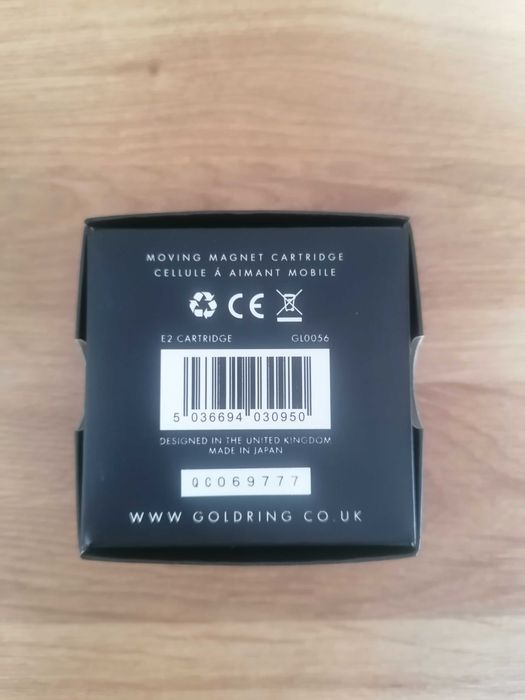 MOVING MAGNET CARTRIDGE
CELLULE Á AIMANT MOBILE
CE
E2 CARTRIDGE GL0056
5 036694 030950
DESIGNED IN THE UNITED KINGDOM
MADE IN JAPAN
QC069777
WWW GOLDRING CO.UK